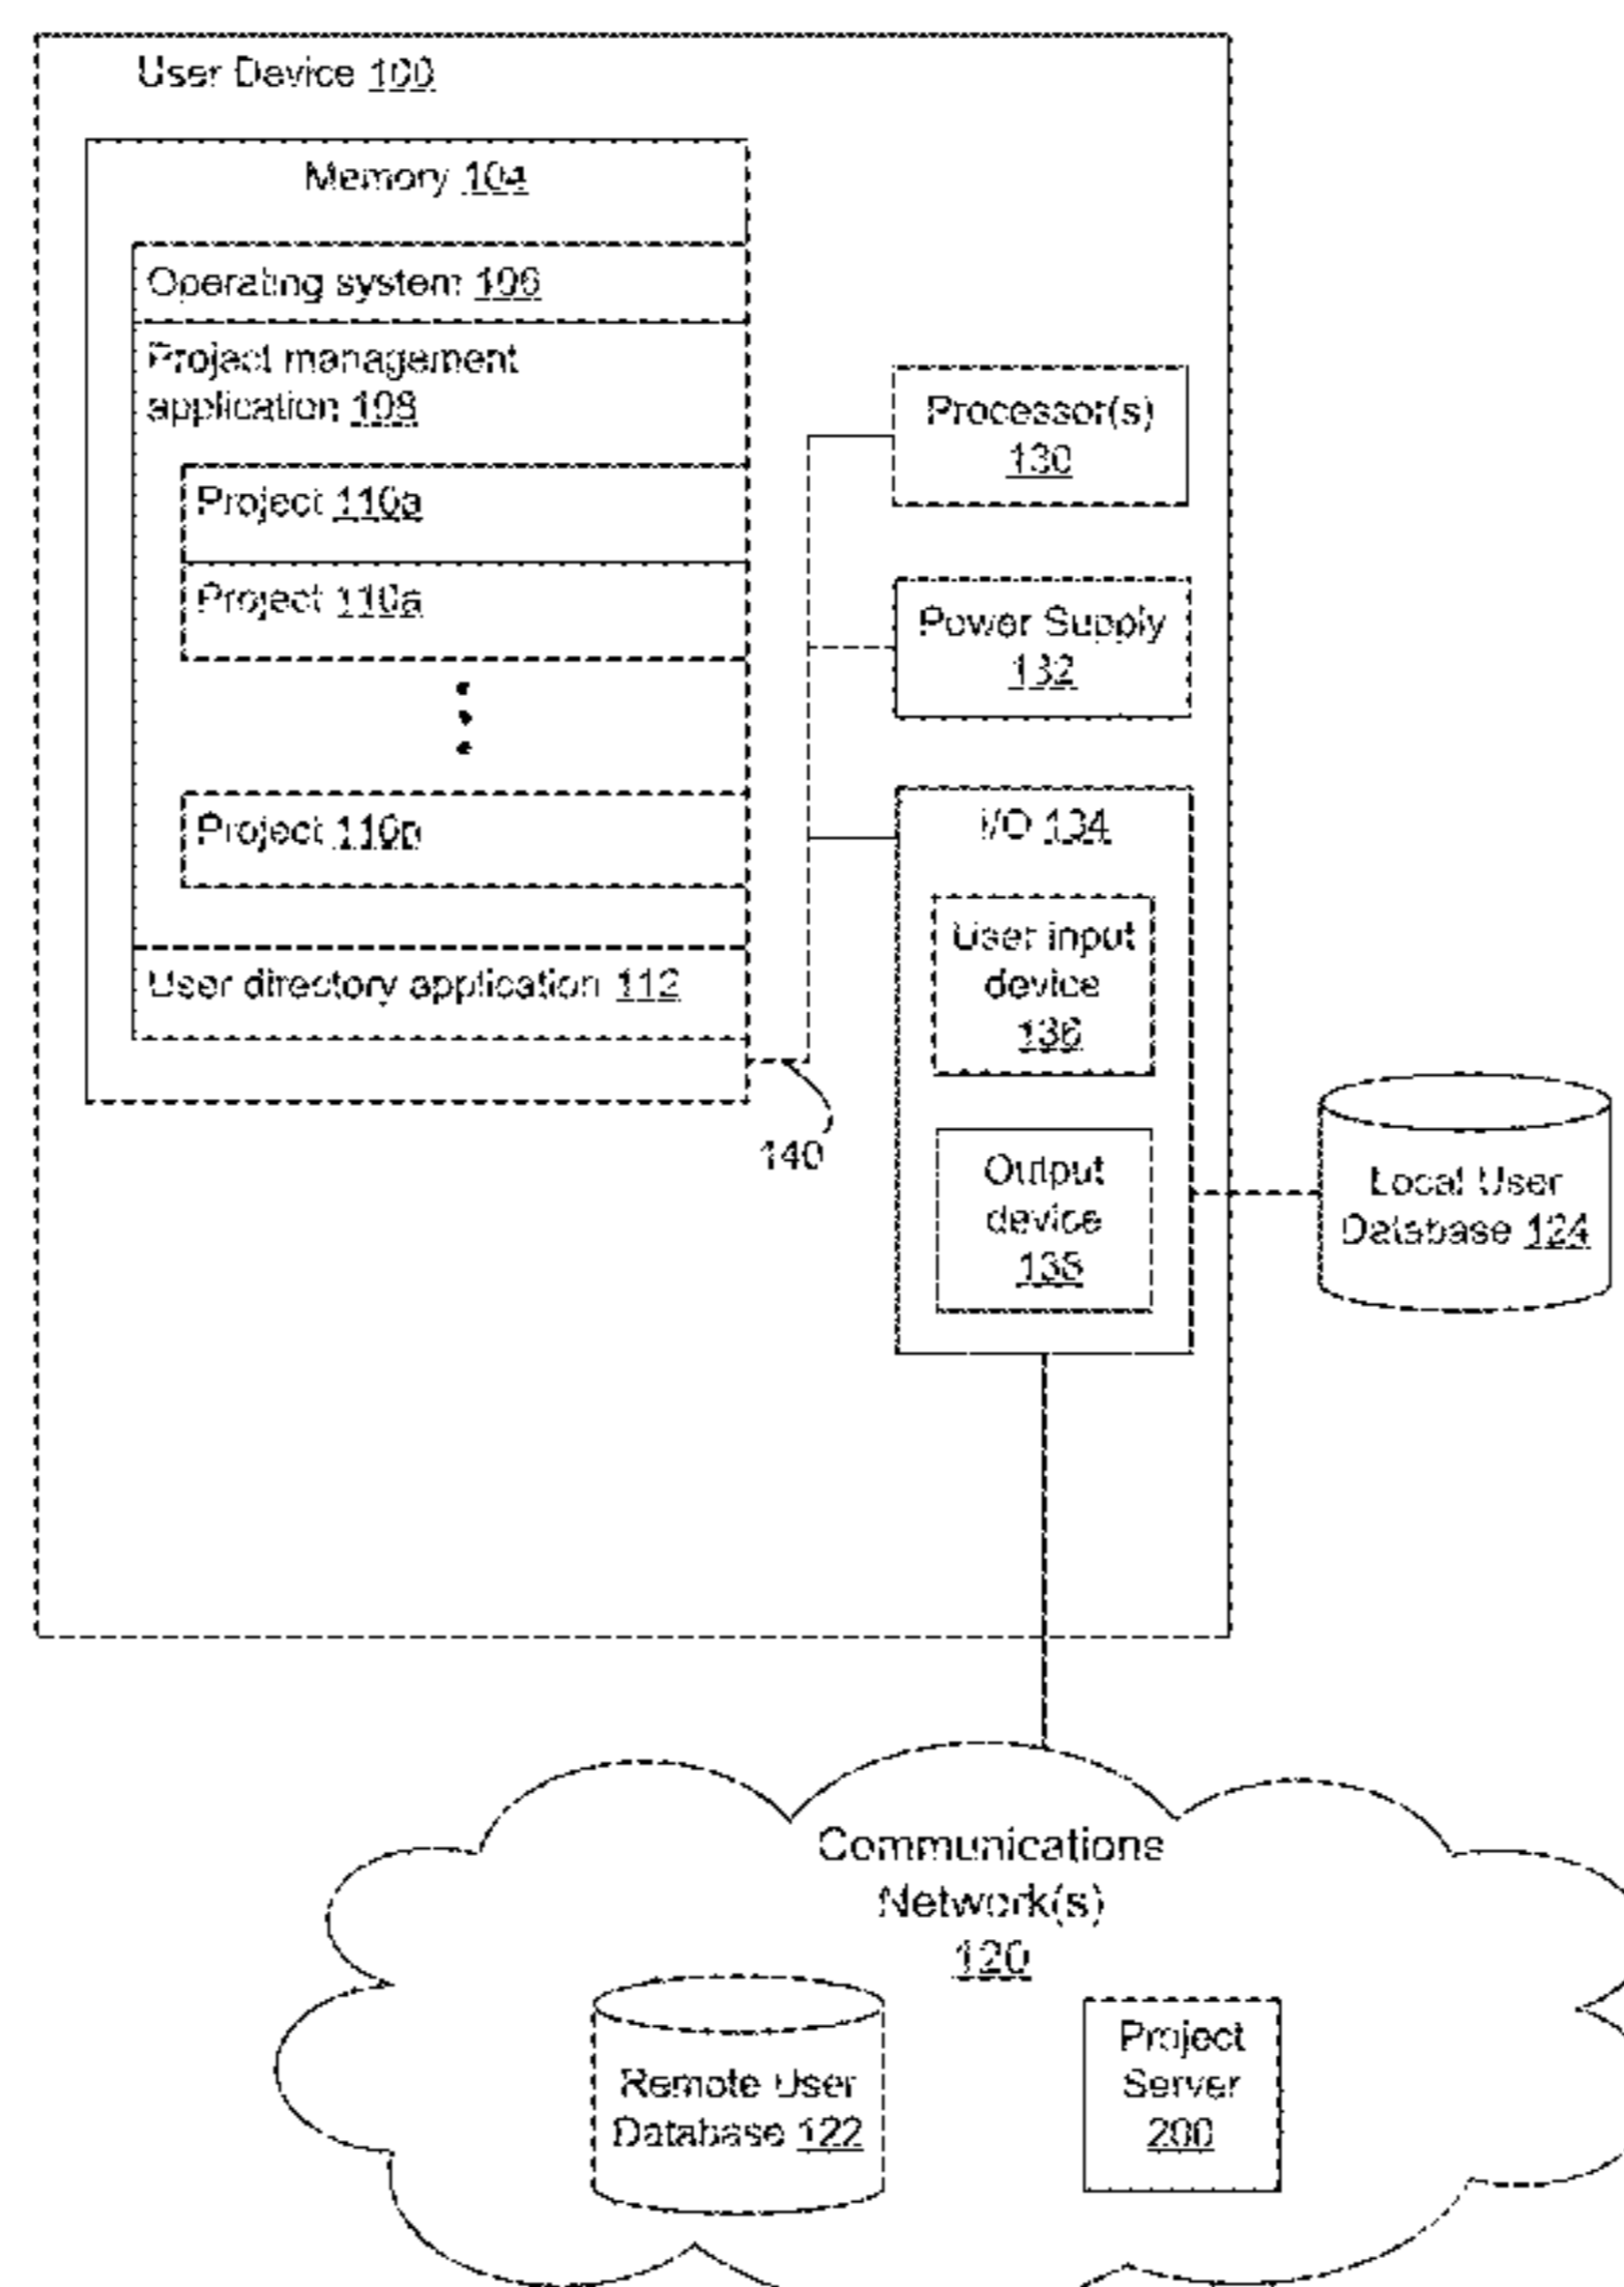 User Device 100
Memory 104
Operating system 106
Project management
application 108
Project 110a
Project 110a
Project 110n
User directory application 112
140
Processor(s)
130
Power Supply
132
I/O 134
User input
device
136
Output
device
138
Local User
Database 124
Communications
Network(s)
120
Remote User
Database 122
Project
Server
200